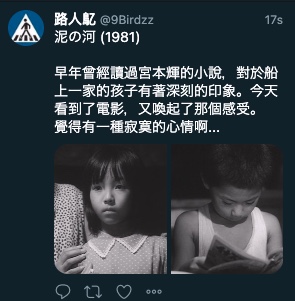 路人髧 @9Birdzz 17s
泥の河 (1981)
早年曾經讀過宮本輝的小說，對於船
上一家的孩子有著深刻的印象。今天
看到了電影，又喚起了那個感受。
覺得有一種寂寞的心情啊...